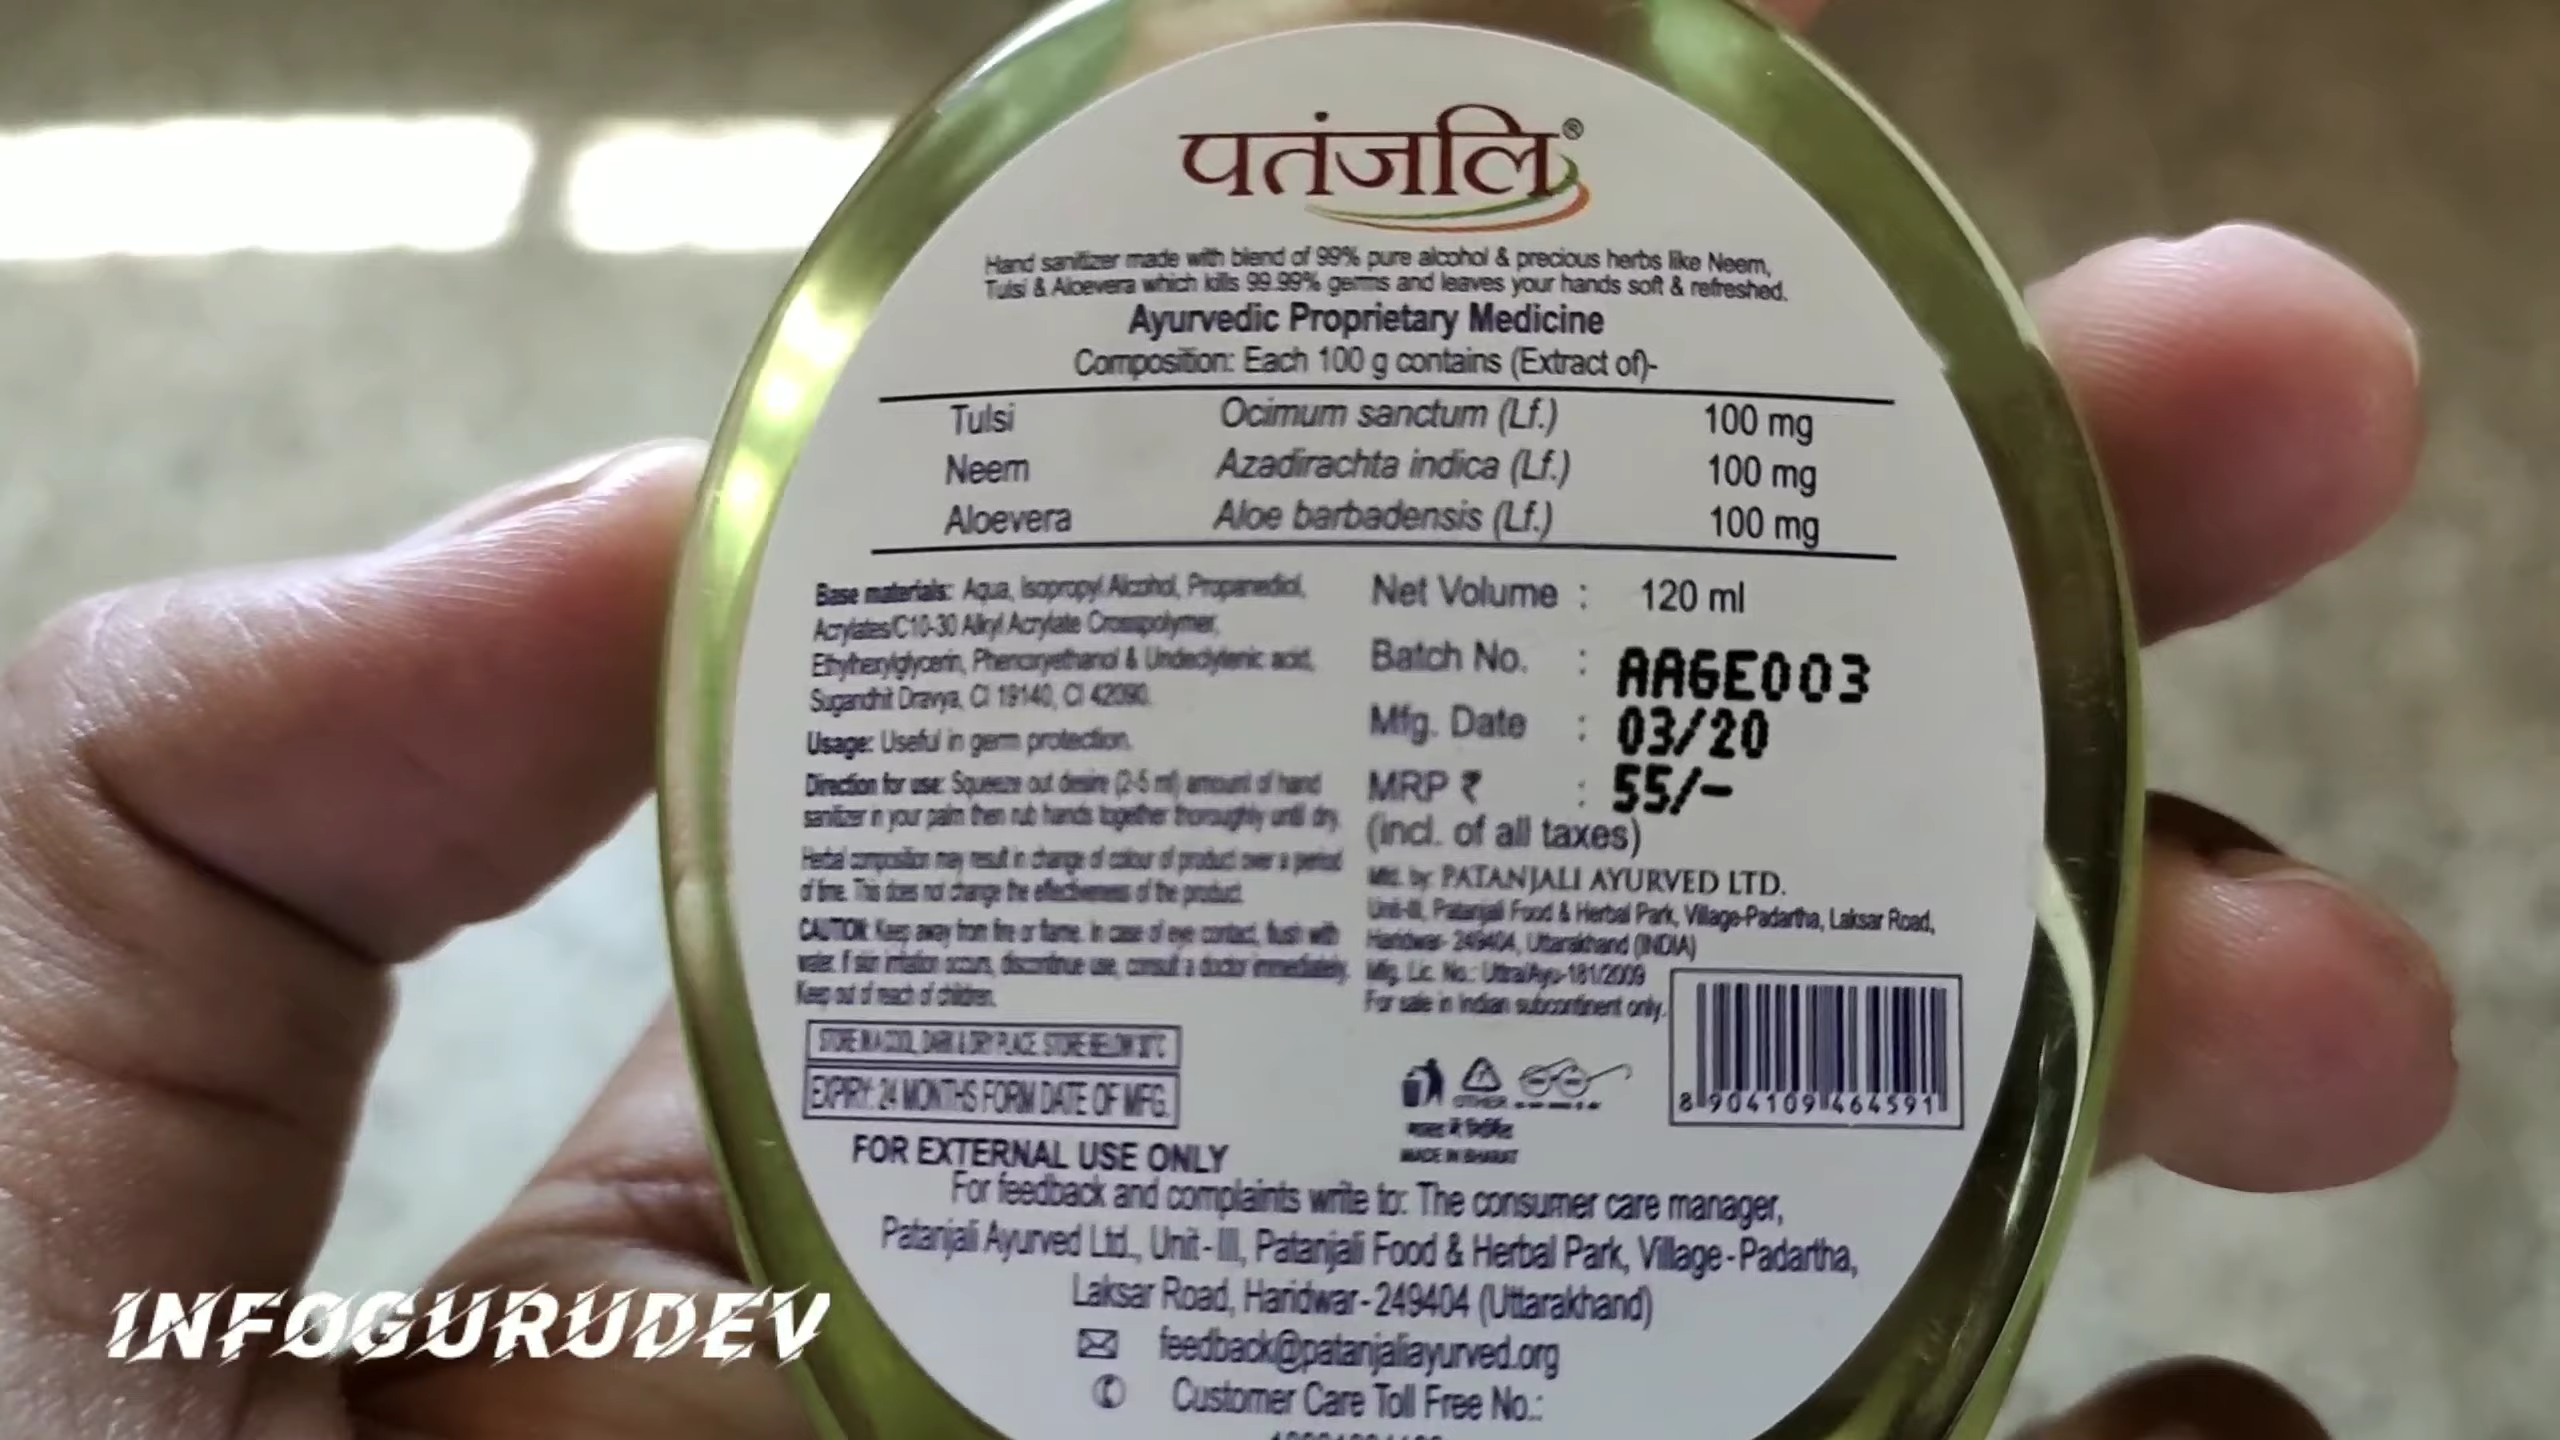 पतंजलि®
Hand sanitizer made with blend of 99% pure alcohol & precious herbs like Neem,
Tulsi & Aloevera which kills 99.99% germs and leaves your hands soft & refreshed.
Ayurvedic Proprietary Medicine
Composition: Each 100 g contains (Extract of)-
Tulsi Ocimum sanctum (Lf.) 100 mg
Neem Azadirachta indica (Lf.) 100 mg
Aloevera Aloe barbadensis (Lf.) 100 mg
Base materials: Aqua, Isopropyl Alcohol, Propanediol,
Acrylates/C10-30 Alkyl Acrylate Crosspolymer,
Ethylhexylglycerin, Phenoxyethanol & Undecylenic acid,
Sugandhit Dravya, CI 19140, CI 42090.
Usage: Useful in germ protection.
Direction for use: Squeeze out desire (2-5 ml) amount of hand
sanitizer in your palm then rub hands together thoroughly until dry.
Herbal composition may result in change of colour of product over a period
of time. This does not change the effectiveness of the product.
CAUTION: Keep away from fire or flame. In case of eye contact, flush with
water. If skin irritation occurs, discontinue use, consult a doctor immediately.
Keep out of reach of children.
STORE IN A COOL, DARK & DRY PLACE. STORE BELOW 30°C
EXPIRY: 24 MONTHS FORM DATE OF MFG.
FOR EXTERNAL USE ONLY
Net Volume : 120 ml
Batch No. : AAGE003
Mfg. Date : 03/20
MRP ₹ : 55/-
(incl. of all taxes)
Mfd. by: PATANJALI AYURVED LTD.
Unit-III, Patanjali Food & Herbal Park, Village-Padartha, Laksar Road,
Haridwar- 249404, Uttarakhand (INDIA)
Mfg. Lic. No.: Uttra/Ayu-181/2009
For sale in Indian subcontinent only.
OTHER
MADE IN BHARAT
8 904109 464591
For feedback and complaints write to: The consumer care manager,
Patanjali Ayurved Ltd., Unit-III, Patanjali Food & Herbal Park, Village-Padartha,
Laksar Road, Haridwar-249404 (Uttarakhand)
feedback@patanjaliayurved.org
Customer Care Toll Free No.:
INFOGURUDEV